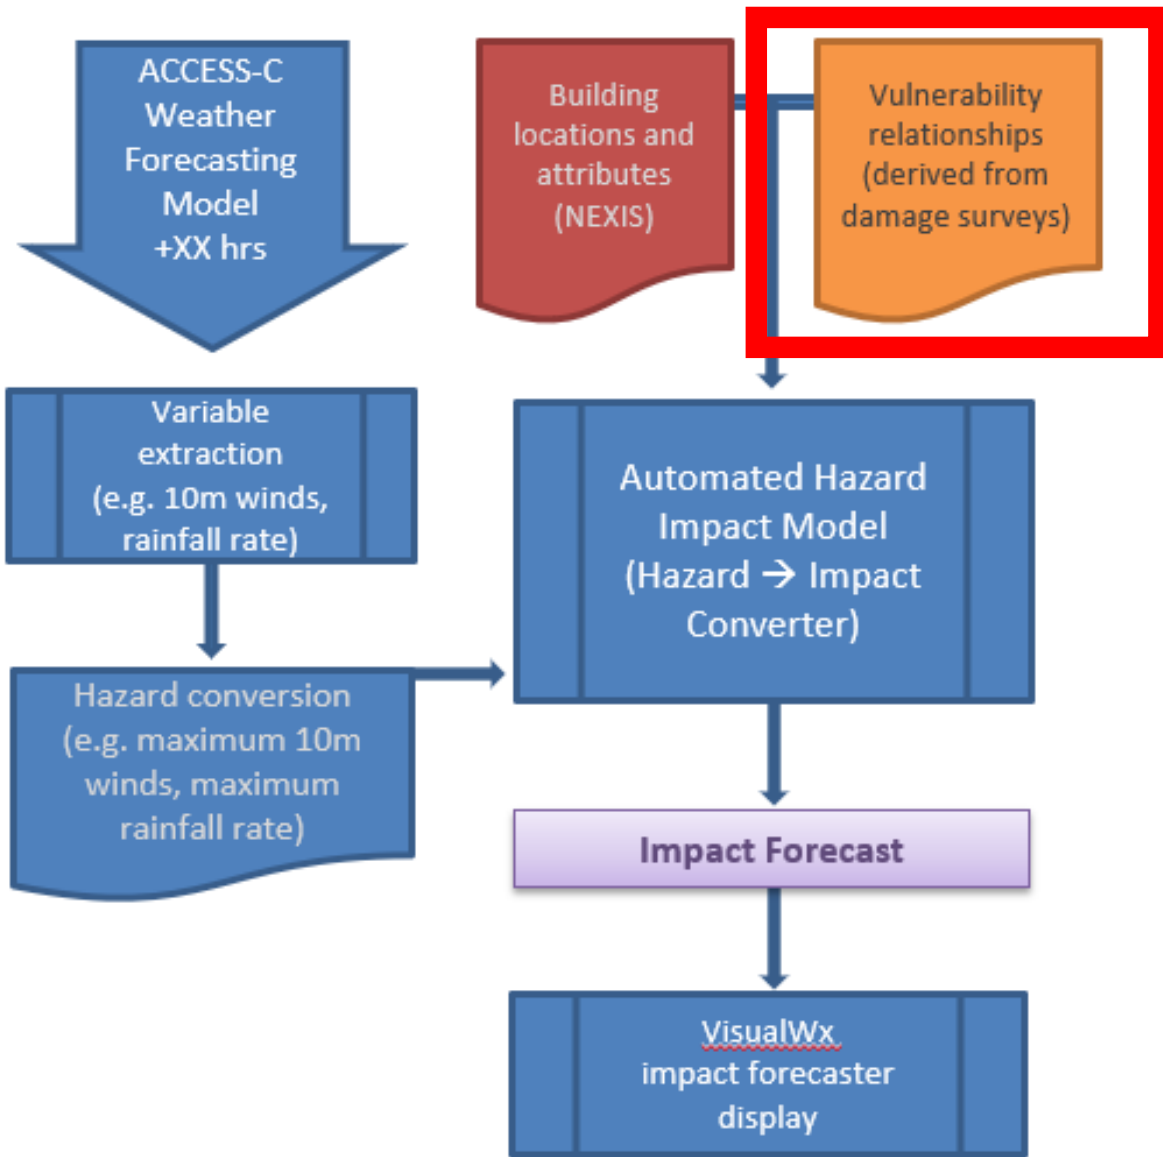 ACCESS-C
Weather
Forecasting
Model
+XX hrs
Building
locations and
attributes
(NEXIS)
Vulnerability
relationships
(derived from
damage surveys)
Variable
extraction
(e.g. 10m winds,
rainfall rate)
Automated Hazard
Impact Model
(Hazard → Impact
Converter)
Hazard conversion
(e.g. maximum 10m
winds, maximum
rainfall rate)
Impact Forecast
VisualWx
impact forecaster
display